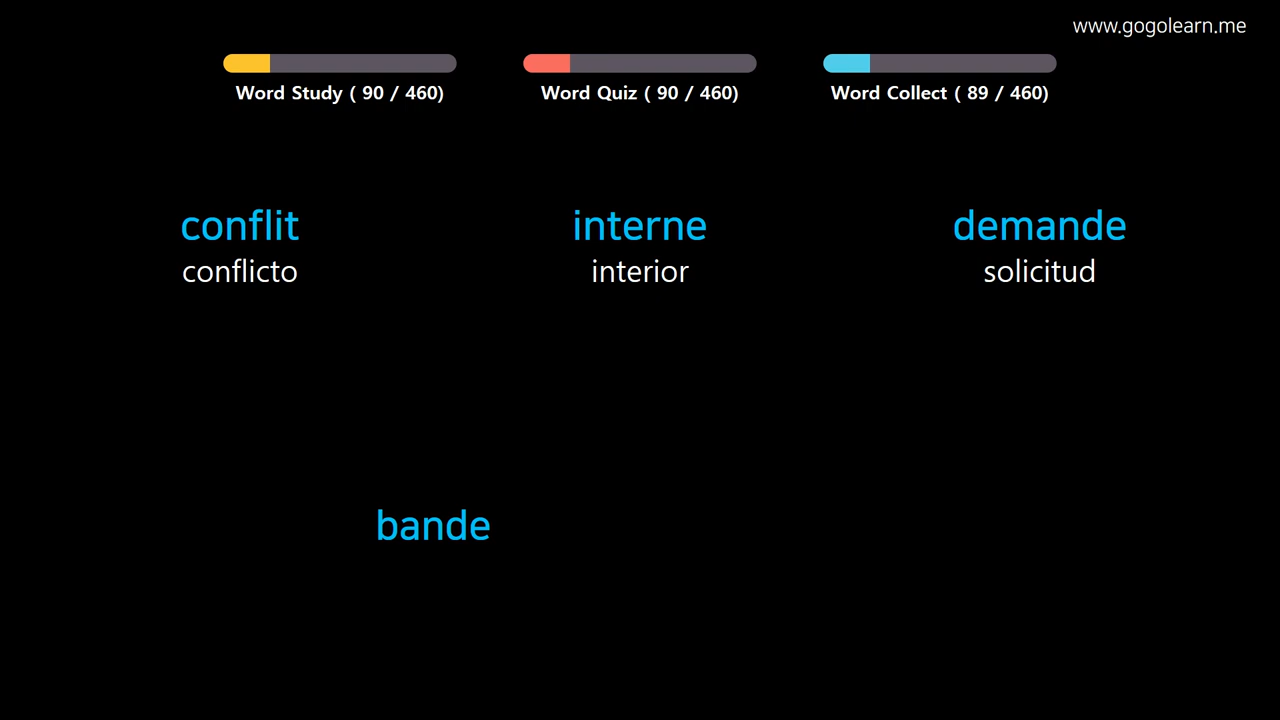 www.gogolearn.me
Word Study ( 90 / 460)
Word Quiz ( 90 / 460)
Word Collect ( 89 / 460)
conflit
conflicto
interne
interior
demande
solicitud
bande